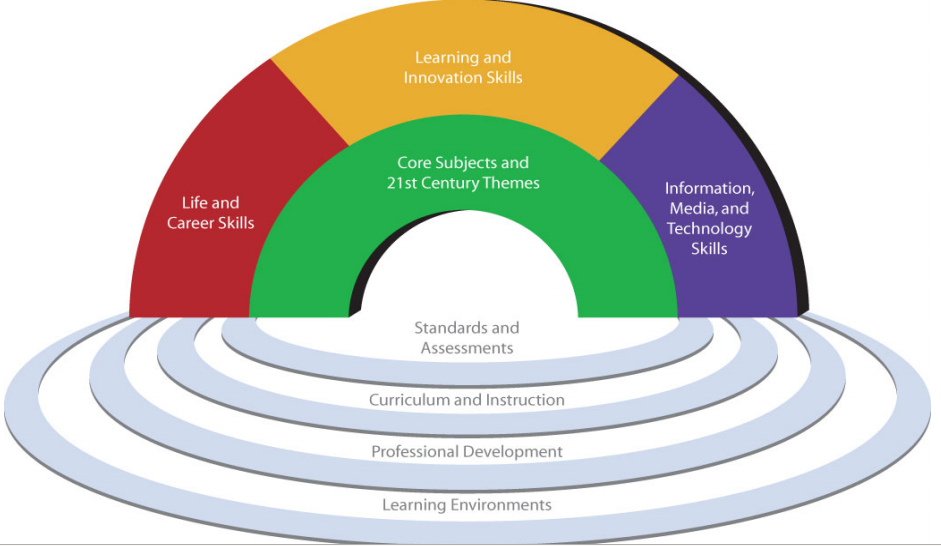 Learning and
Innovation Skills
Core Subjects and
21st Century Themes
Life and
Career Skills
Information,
Media, and
Technology
Skills
Standards and
Assessments
Curriculum and Instruction
Professional Development
Learning Environments